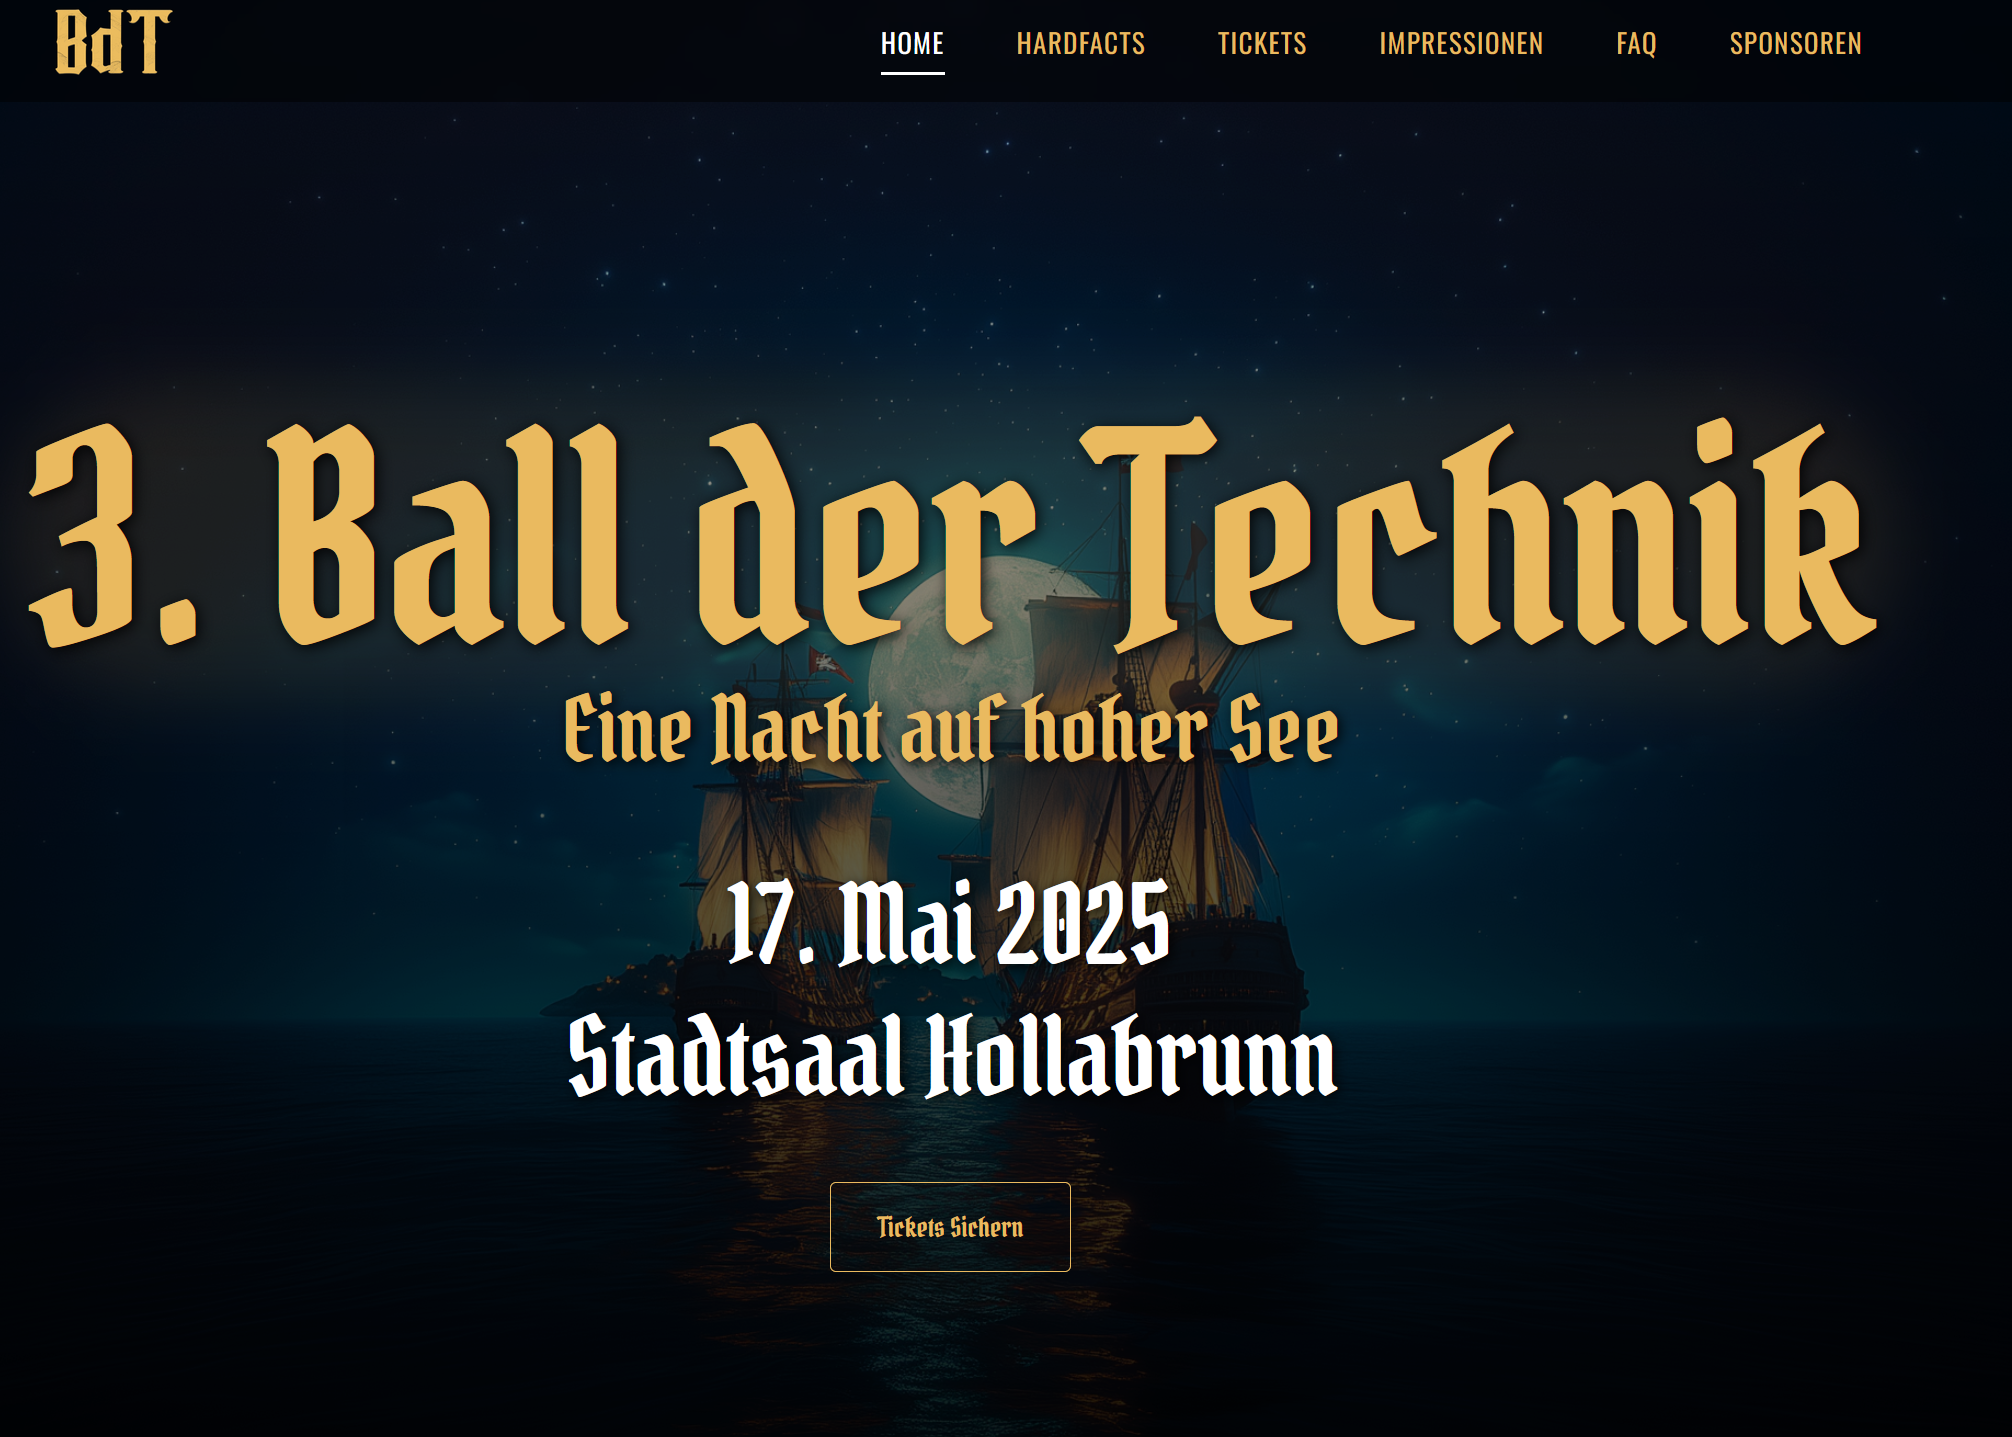 BdT
HOME HARDFACTS TICKETS IMPRESSIONEN FAQ SPONSOREN
3. Ball der Technik
Eine Nacht auf hoher See
17. Mai 2025
Stadtsaal Hollabrunn
Tickets Sichern